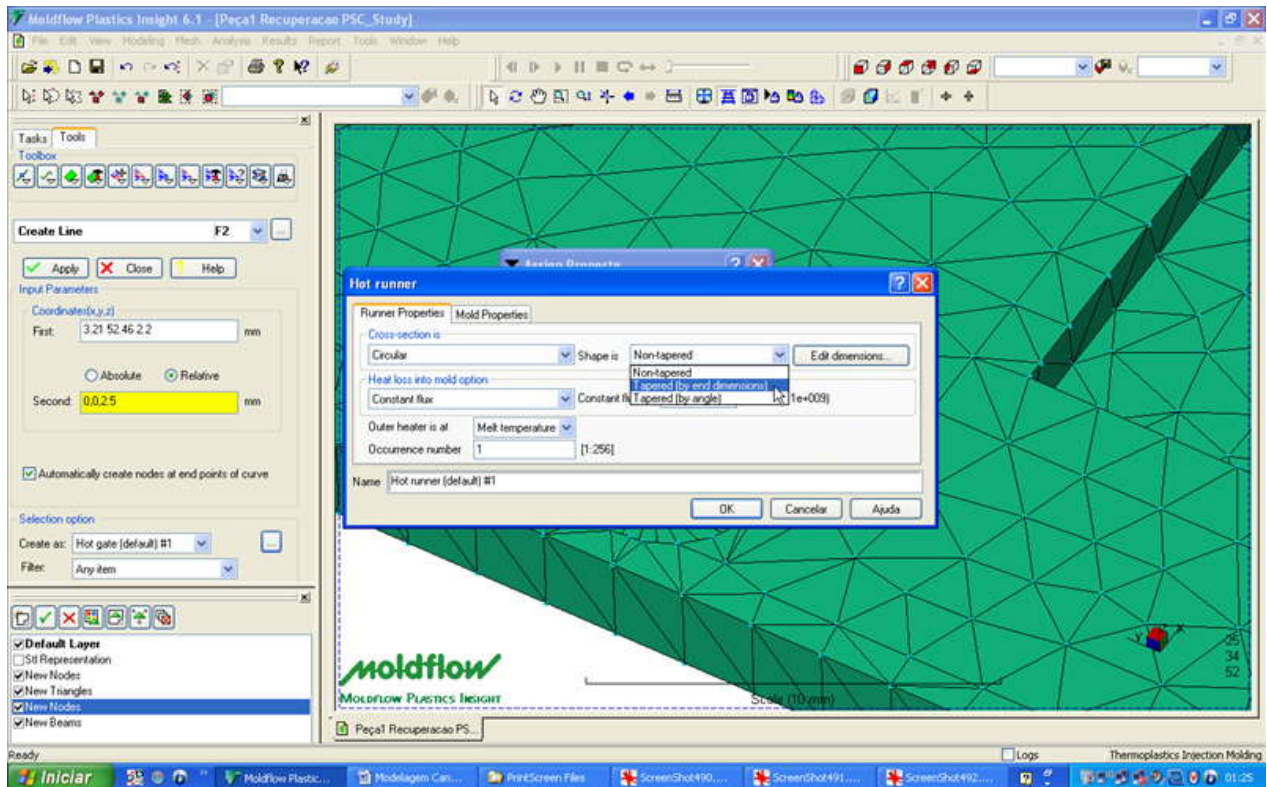 Moldflow Plastics Insight 6.1 - [Peça1 Recuperacao PSC_Study]
File Edit View Modeling Mesh Analysis Results Report Tools Window Help
Tasks Tools
Toolbox
Create Line F2
Apply Close Help
Input Parameters
Coordinates(x,y,z)
First: 3.21 52.46 2.2 mm
Absolute Relative
Second: 0,0,2.5 mm
Automatically create nodes at end points of curve
Selection option
Create as: Hot gate (default) #1
Filter: Any item
Default Layer
Stl Representation
New Nodes
New Triangles
New Nodes
New Beams
Assign Property
Hot runner
Runner Properties Mold Properties
Cross-section is
Circular Shape is Non-tapered Edit dimensions...
Non-tapered
Tapered (by end dimensions)
Tapered (by angle)
Heat loss into mold option
Constant flux Constant fl 1e+009)
Outer heater is at Melt temperature
Occurrence number 1 [1:256]
Name Hot runner (default) #1
OK Cancelar Ajuda
moldflow
MOLDFLOW PLASTICS INSIGHT
Scale (10 mm)
25
34
52
Peça1 Recuperacao PS...
Ready Logs Thermoplastics Injection Molding
Iniciar Moldflow Plastic... Modelagem Can... PrintScreen Files ScreenShot490.... ScreenShot491.... ScreenShot492.... 01:25